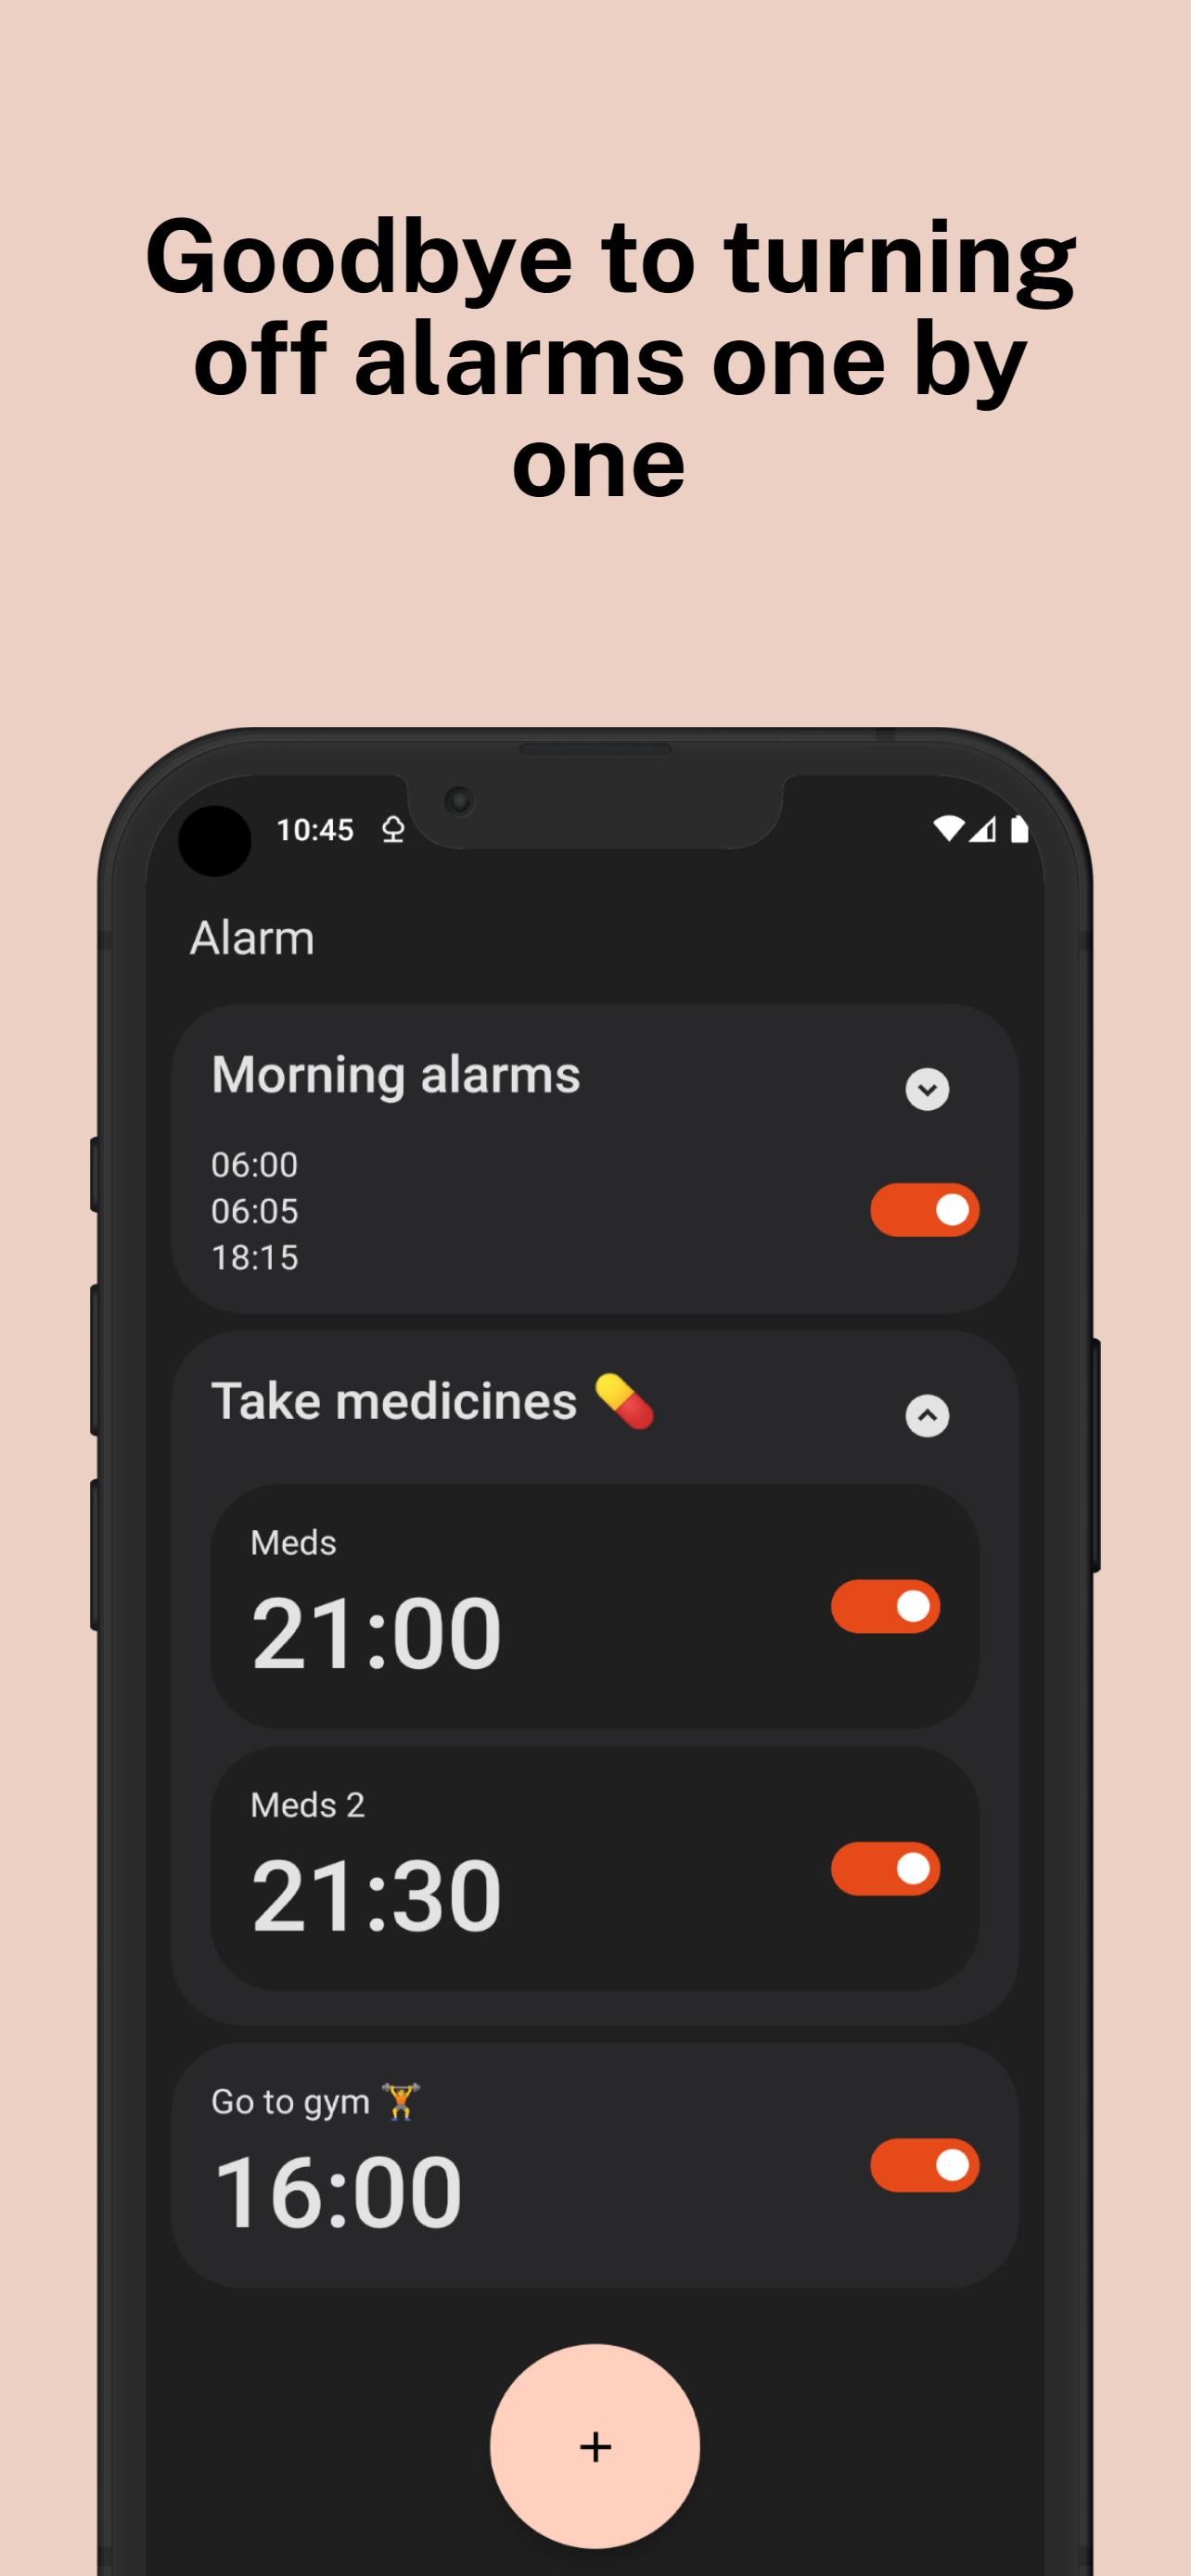 Goodbye to turning
off alarms one by
one
10:45
Alarm
Morning alarms
06:00
06:05
18:15
Take medicines 💊
Meds
21:00
Meds 2
21:30
Go to gym 🏋️
16:00
+